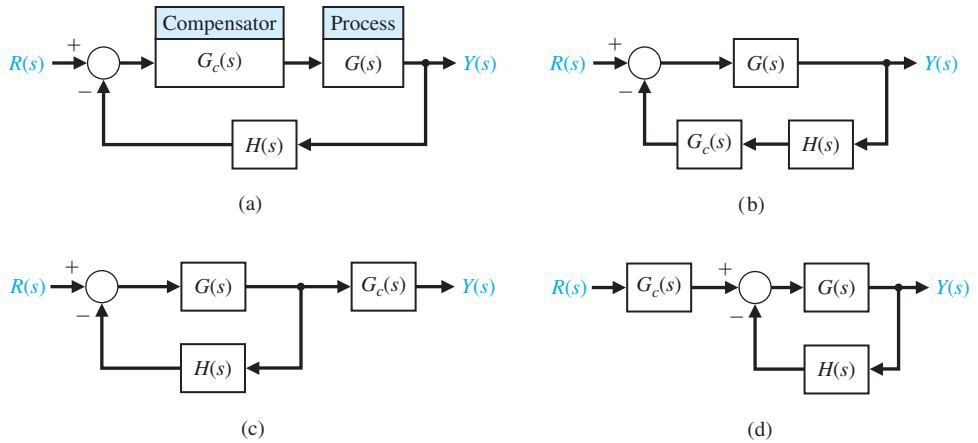 Compensator
Process
R(s)
+
G_c(s)
G(s)
Y(s)
−
H(s)
(a)
R(s)
+
G(s)
Y(s)
−
G_c(s)
H(s)
(b)
R(s)
+
G(s)
G_c(s)
Y(s)
−
H(s)
(c)
R(s)
G_c(s)
+
G(s)
Y(s)
−
H(s)
(d)